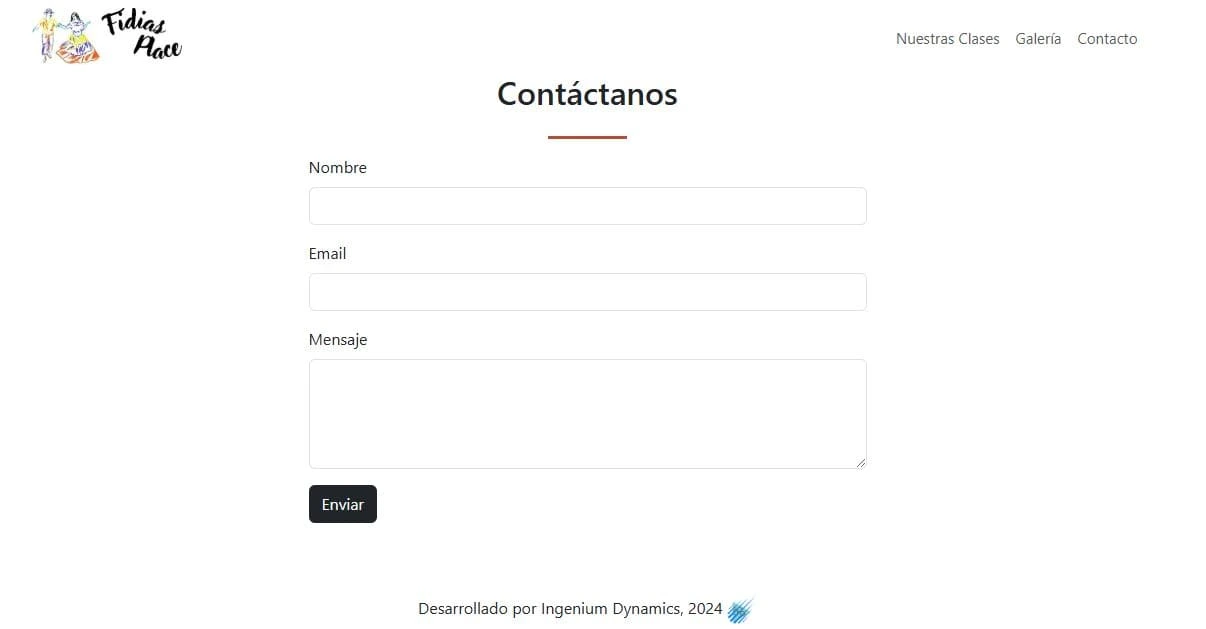 Fidias
Place
Nuestras Clases Galería Contacto
Contáctanos
Nombre
Email
Mensaje
Enviar
Desarrollado por Ingenium Dynamics, 2024